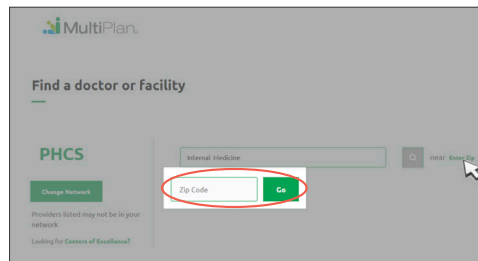 MultiPlan.
Find a doctor or facility
PHCS
Internal Medicine
near Enter Zip
Zip Code
Go
Change Network
Providers listed may not be in your
network
Looking for Centers of Excellence?